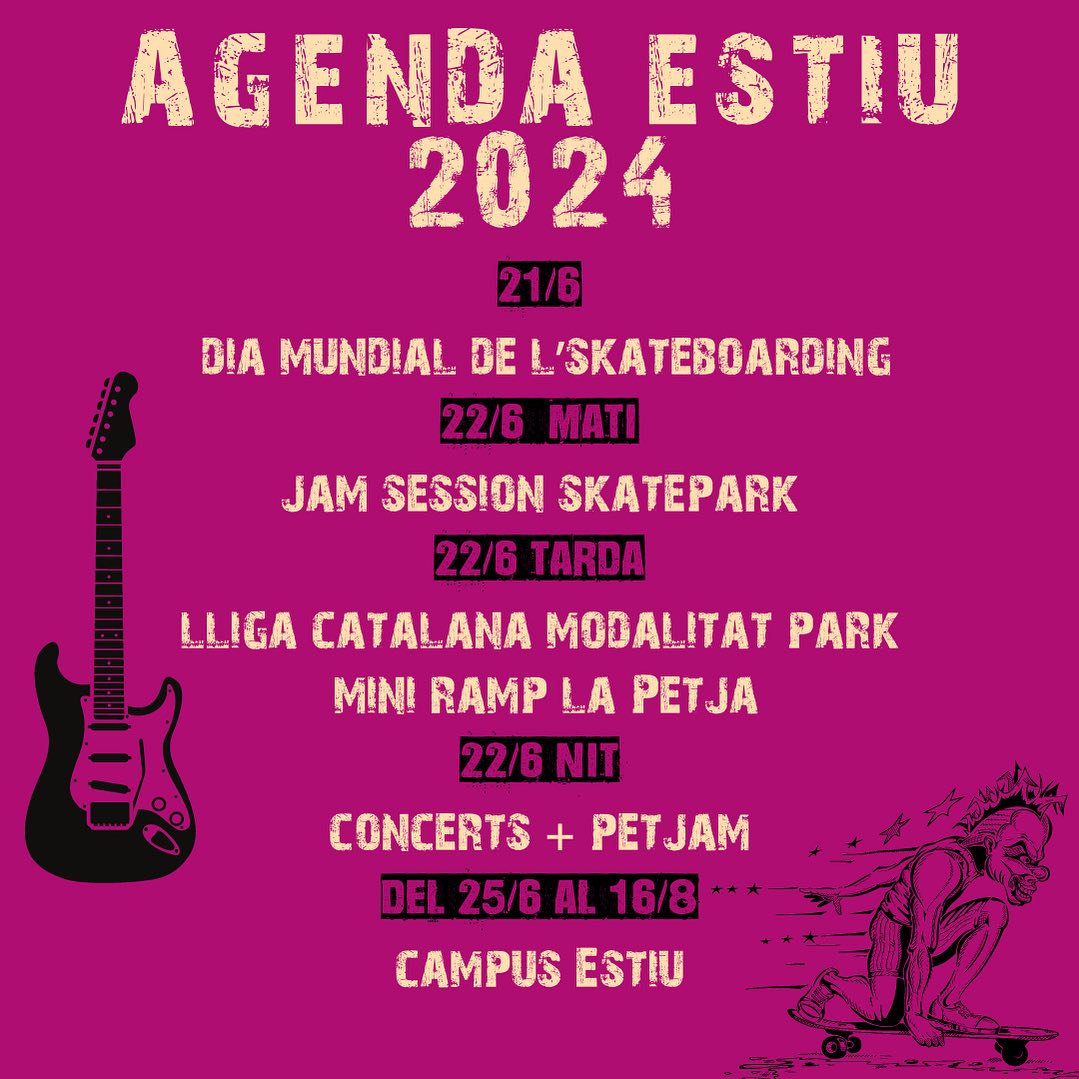 AGENDA ESTIU
2024
21/6
DIA MUNDIAL DE L'SKATEBOARDING
22/6 MATI
JAM SESSION SKATEPARK
22/6 TARDA
LLIGA CATALANA MODALITAT PARK
MINI RAMP LA PETJA
22/6 NIT
CONCERTS + PETJAM
DEL 25/6 AL 16/8
CAMPUS ESTIU